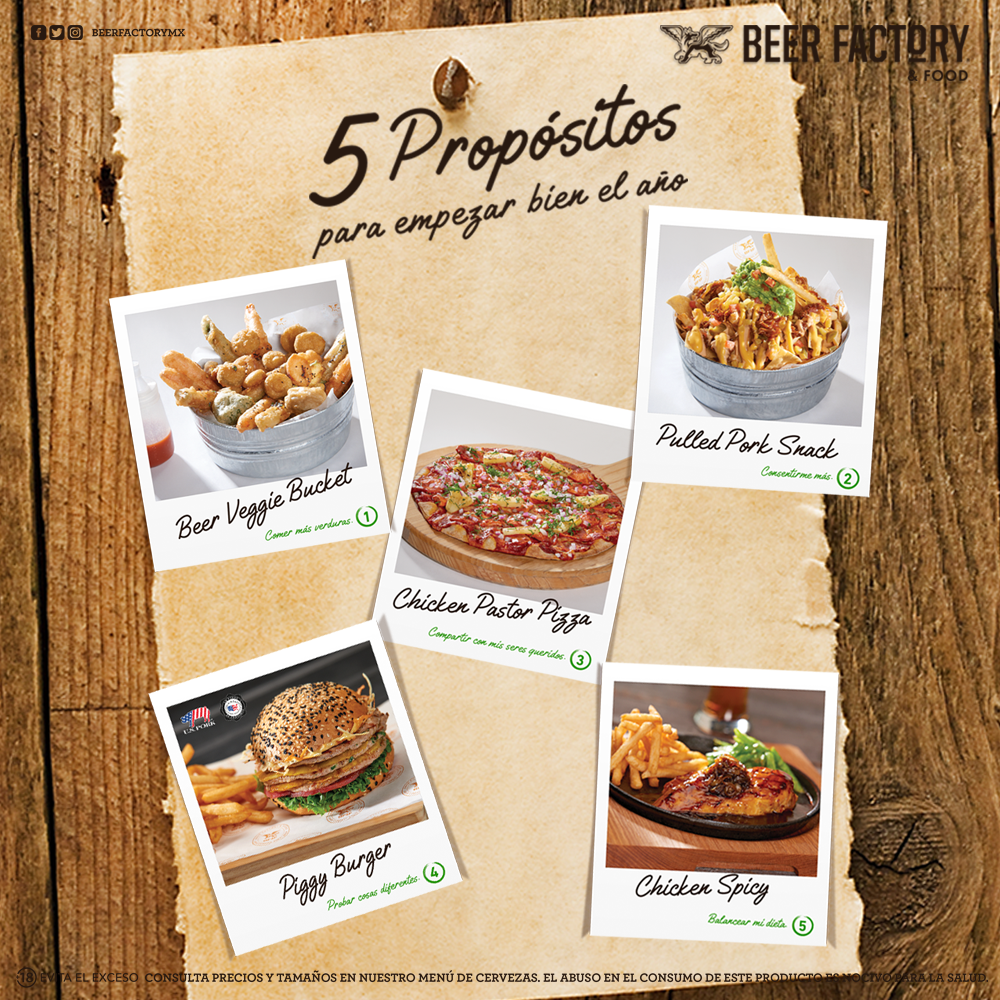 BEERFACTORYMX
BEER FACTORY
& FOOD
5 Propósitos
para empezar bien el año
Beer Veggie Bucket
Comer más verduras. 1
Pulled Pork Snack
Consentirme más. 2
Chicken Pastor Pizza
Compartir con mis seres queridos. 3
U.S. PORK
Piggy Burger
Probar cosas diferentes. 4
Chicken Spicy
Balancear mi dieta. 5
18 EVITA EL EXCESO CONSULTA PRECIOS Y TAMAÑOS EN NUESTRO MENÚ DE CERVEZAS. EL ABUSO EN EL CONSUMO DE ESTE PRODUCTO ES NOCIVO PARA LA SALUD.